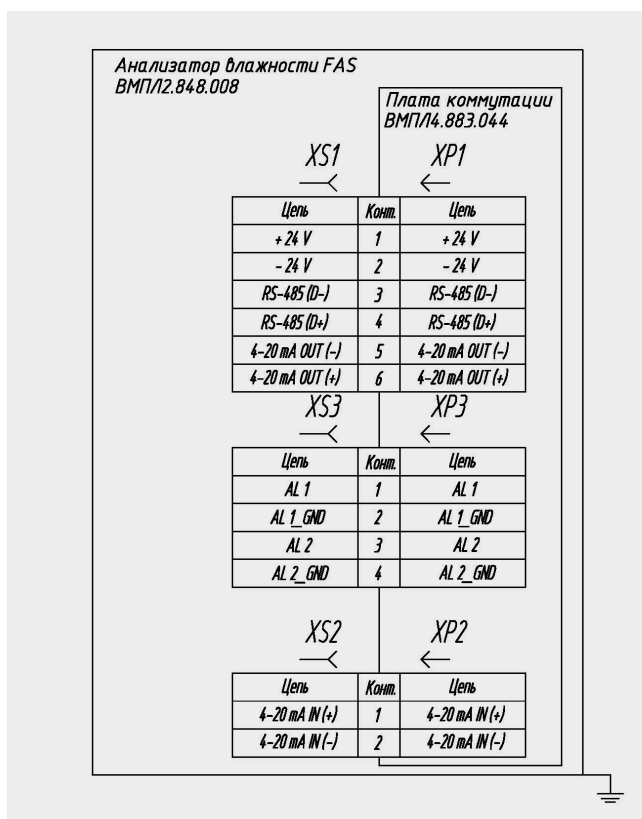 Анализатор влажности FAS
ВМПЛ2.848.008
Плата коммутации
ВМПЛ4.883.044
XS1 XP1
Цепь Конт. Цепь
+24 V 1 +24 V
-24 V 2 -24 V
RS-485 (D-) 3 RS-485 (D-)
RS-485 (D+) 4 RS-485 (D+)
4-20 mA OUT (-) 5 4-20 mA OUT (-)
4-20 mA OUT (+) 6 4-20 mA OUT (+)
XS3 XP3
Цепь Конт. Цепь
AL 1 1 AL 1
AL 1_GND 2 AL 1_GND
AL 2 3 AL 2
AL 2_GND 4 AL 2_GND
XS2 XP2
Цепь Конт. Цепь
4-20 mA IN (+) 1 4-20 mA IN (+)
4-20 mA IN (-) 2 4-20 mA IN (-)